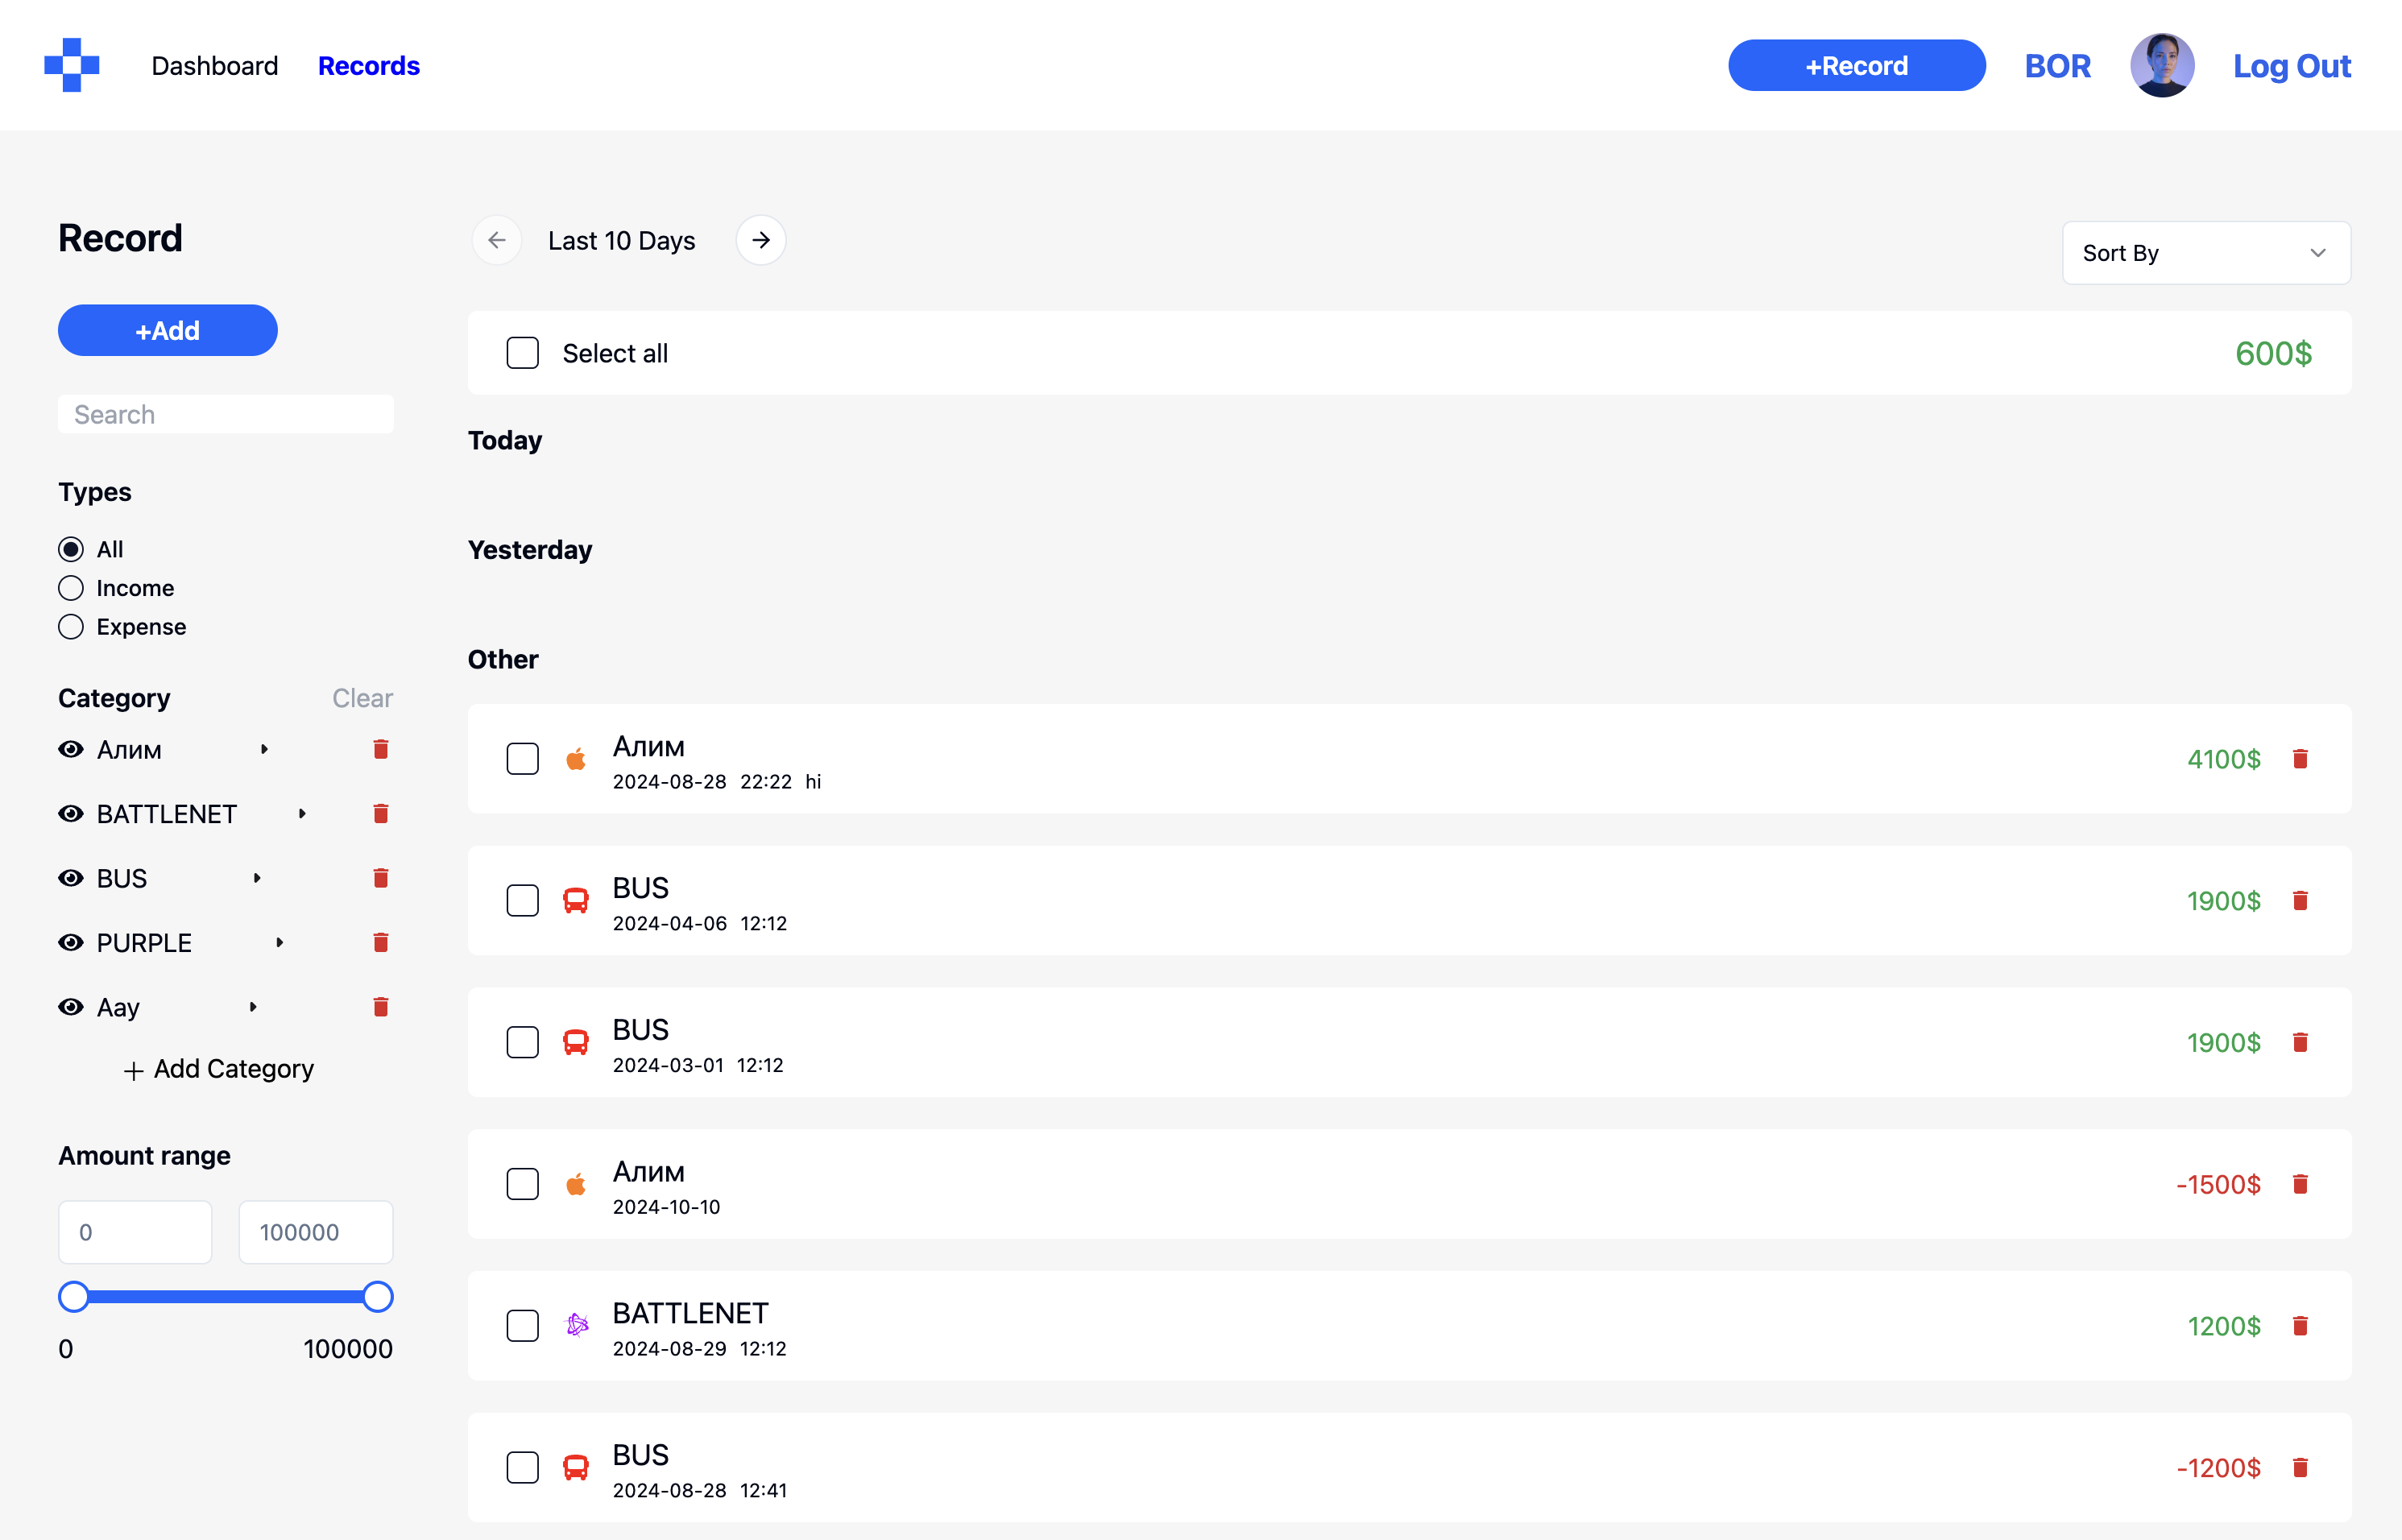 Dashboard
Records
+Record
BOR
Log Out
Record
+Add
Search
Types
All
Income
Expense
Category
Clear
Алим
BATTLENET
BUS
PURPLE
Aay
+ Add Category
Amount range
0
100000
0
100000
Last 10 Days
Sort By
Select all
600$
Today
Yesterday
Other
Алим
2024-08-28 22:22 hi
4100$
BUS
2024-04-06 12:12
1900$
BUS
2024-03-01 12:12
1900$
Алим
2024-10-10
-1500$
BATTLENET
2024-08-29 12:12
1200$
BUS
2024-08-28 12:41
-1200$